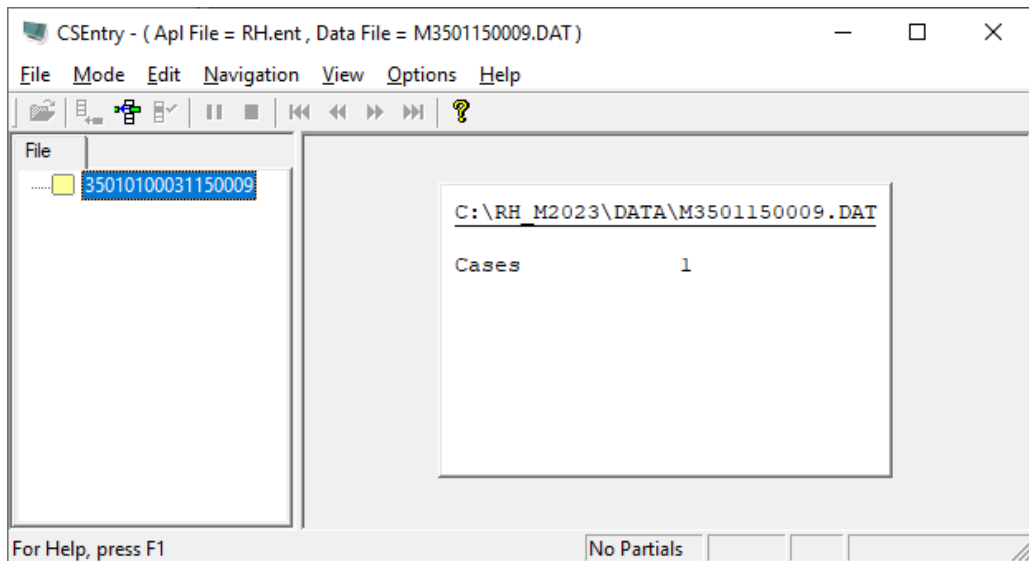 CSEntry - ( Apl File = RH.ent , Data File = M3501150009.DAT )
File Mode Edit Navigation View Options Help
File
35010100031150009
C:\RH_M2023\DATA\M3501150009.DAT
Cases 1
For Help, press F1
No Partials